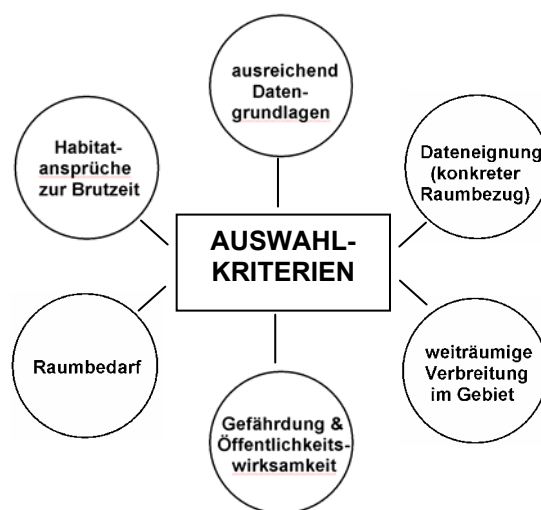 ausreichend
Daten-
grundlagen
Habitat-
ansprüche
zur Brutzeit
Dateneignung
(konkreter
Raumbezug)
AUSWAHL-
KRITERIEN
Raumbedarf
weiträumige
Verbreitung
im Gebiet
Gefährdung &
Öffentlichkeits-
wirksamkeit